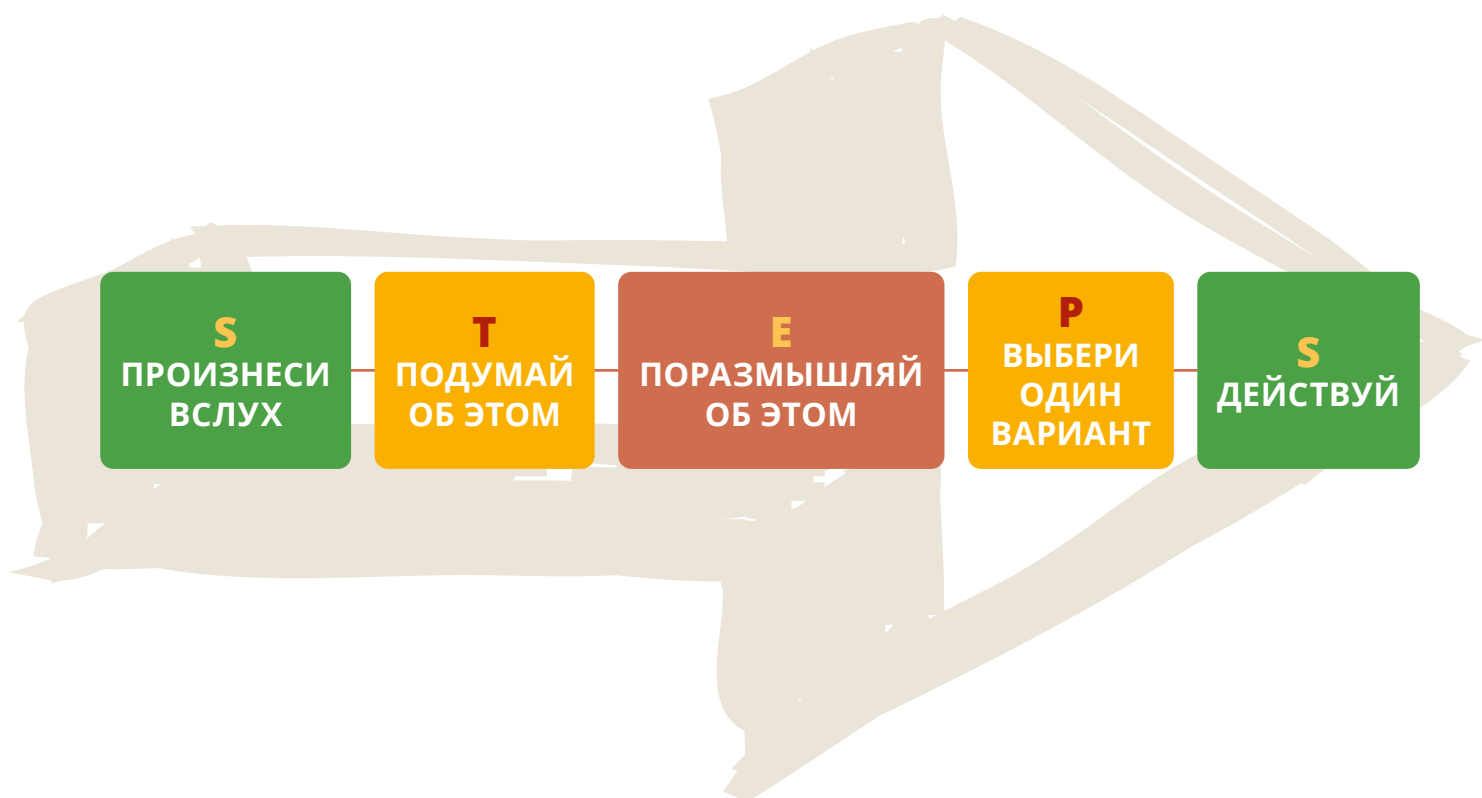 S
ПРОИЗНЕСИ
ВСЛУХ
T
ПОДУМАЙ
ОБ ЭТОМ
E
ПОРАЗМЫШЛЯЙ
ОБ ЭТОМ
P
ВЫБЕРИ
ОДИН
ВАРИАНТ
S
ДЕЙСТВУЙ